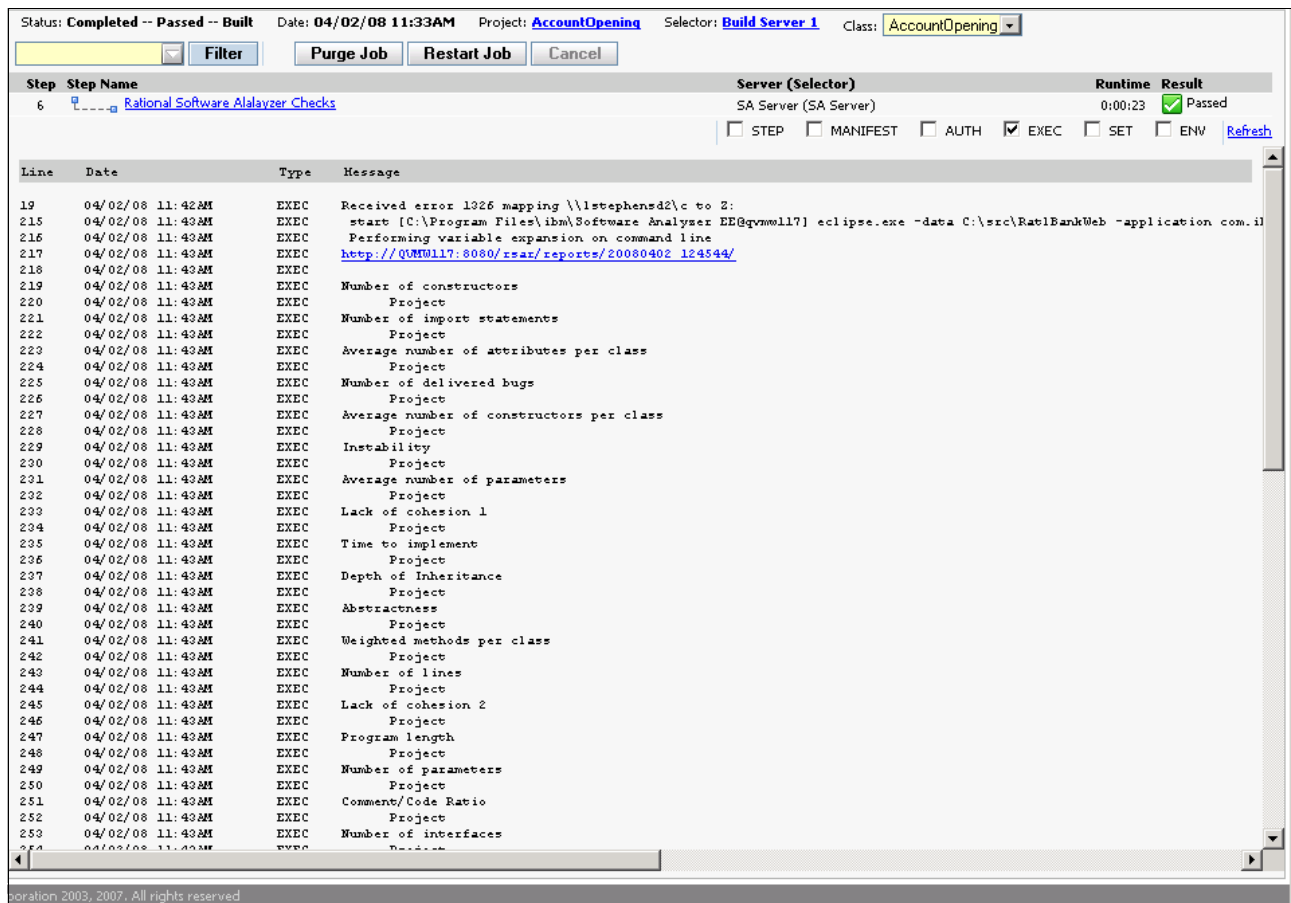 Status: Completed -- Passed -- Built Date: 04/02/08 11:33AM Project: AccountOpening Selector: Build Server 1 Class: AccountOpening
Filter Purge Job Restart Job Cancel
Step Step Name Server (Selector) Runtime Result
6 Rational Software Alalayzer Checks SA Server (SA Server) 0:00:23 Passed
STEP MANIFEST AUTH EXEC SET ENV Refresh
Line Date Type Message
19 04/02/08 11:42AM EXEC Received error 1326 mapping \\lstephensd2\c to Z:
215 04/02/08 11:43AM EXEC start [C:\Program Files\ibm\Software Analyser EE@qvmwll7] eclipse.exe -data C:\src\RatlBankWeb -application
216 04/02/08 11:43AM EXEC Performing variable expansion on command line
217 04/02/08 11:43AM EXEC http://QVMW117:8080/rsar/reports/20080402_124544/
218 04/02/08 11:43AM EXEC
219 04/02/08 11:43AM EXEC Number of constructors
220 04/02/08 11:43AM EXEC Project
221 04/02/08 11:43AM EXEC Number of import statements
222 04/02/08 11:43AM EXEC Project
223 04/02/08 11:43AM EXEC Average number of attributes per class
224 04/02/08 11:43AM EXEC Project
225 04/02/08 11:43AM EXEC Number of delivered bugs
226 04/02/08 11:43AM EXEC Project
227 04/02/08 11:43AM EXEC Average number of constructors per class
228 04/02/08 11:43AM EXEC Project
229 04/02/08 11:43AM EXEC Instability
230 04/02/08 11:43AM EXEC Project
231 04/02/08 11:43AM EXEC Average number of parameters
232 04/02/08 11:43AM EXEC Project
233 04/02/08 11:43AM EXEC Lack of cohesion 1
234 04/02/08 11:43AM EXEC Project
235 04/02/08 11:43AM EXEC Time to implement
236 04/02/08 11:43AM EXEC Project
237 04/02/08 11:43AM EXEC Depth of Inheritance
238 04/02/08 11:43AM EXEC Project
239 04/02/08 11:43AM EXEC Abstractness
240 04/02/08 11:43AM EXEC Project
241 04/02/08 11:43AM EXEC Weighted methods per class
242 04/02/08 11:43AM EXEC Project
243 04/02/08 11:43AM EXEC Number of lines
244 04/02/08 11:43AM EXEC Project
245 04/02/08 11:43AM EXEC Lack of cohesion 2
246 04/02/08 11:43AM EXEC Project
247 04/02/08 11:43AM EXEC Program length
248 04/02/08 11:43AM EXEC Project
249 04/02/08 11:43AM EXEC Number of parameters
250 04/02/08 11:43AM EXEC Project
251 04/02/08 11:43AM EXEC Comment/Code Ratio
252 04/02/08 11:43AM EXEC Project
253 04/02/08 11:43AM EXEC Number of interfaces
poration 2003, 2007. All rights reserved